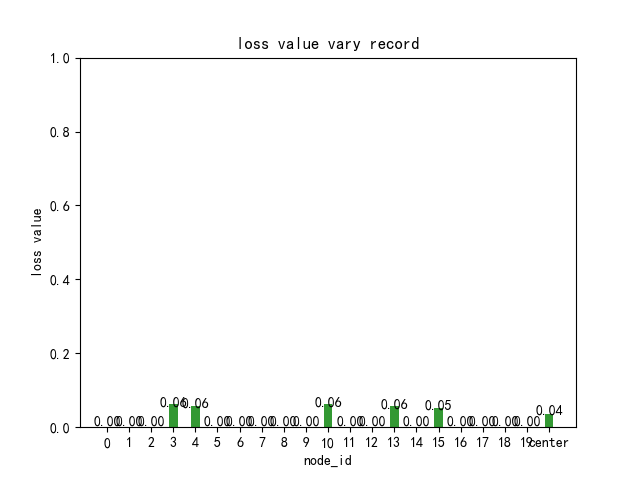 loss value vary record
1.0
0.8
0.6
0.4
0.2
0.0
loss value
0.00 0.00 0.00 0.06 0.06 0.00 0.00 0.00 0.00 0.00 0.06 0.00 0.00 0.06 0.00 0.05 0.00 0.00 0.00 0.00 0.04
0 1 2 3 4 5 6 7 8 9 10 11 12 13 14 15 16 17 18 19 center
node_id